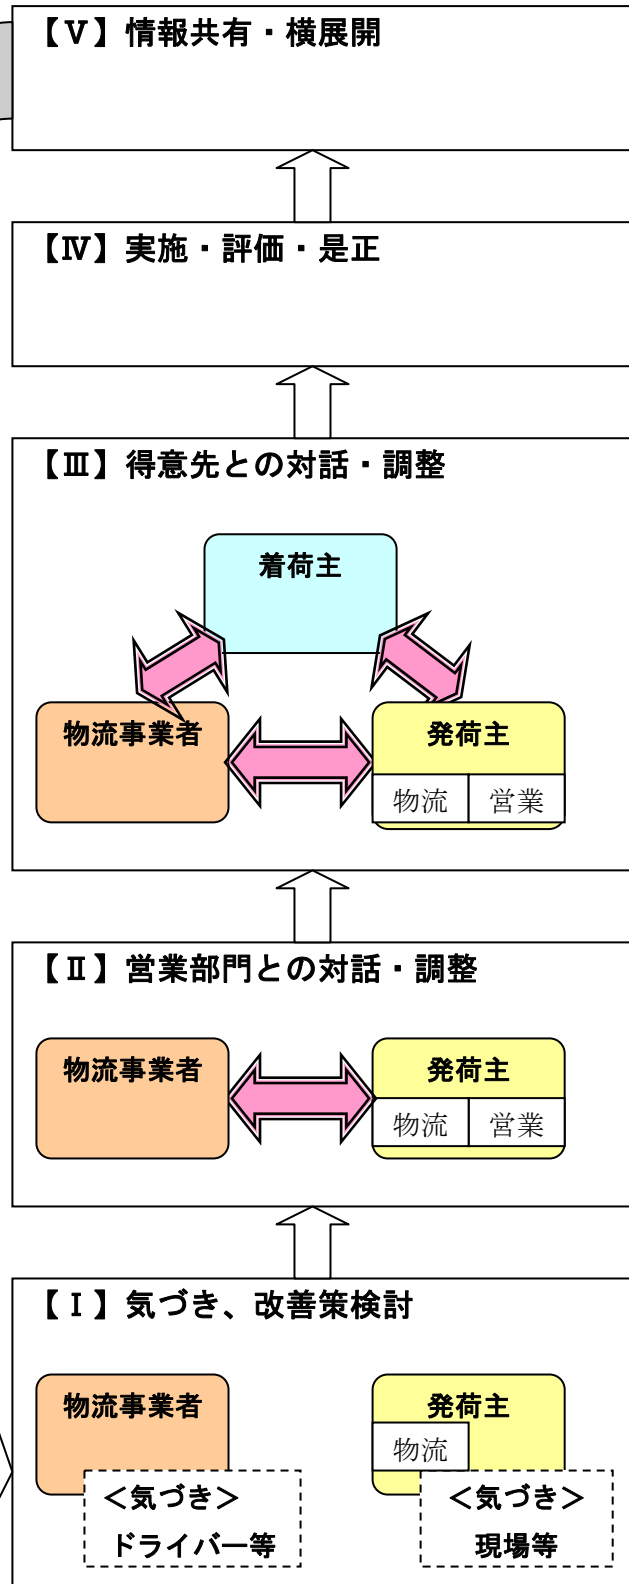 【Ⅴ】情報共有・横展開
【Ⅳ】実施・評価・是正
【Ⅲ】得意先との対話・調整
着荷主
物流事業者
発荷主
物流
営業
【Ⅱ】営業部門との対話・調整
物流事業者
発荷主
物流
営業
【Ⅰ】気づき、改善策検討
物流事業者
発荷主
物流
＜気づき＞
ドライバー等
＜気づき＞
現場等